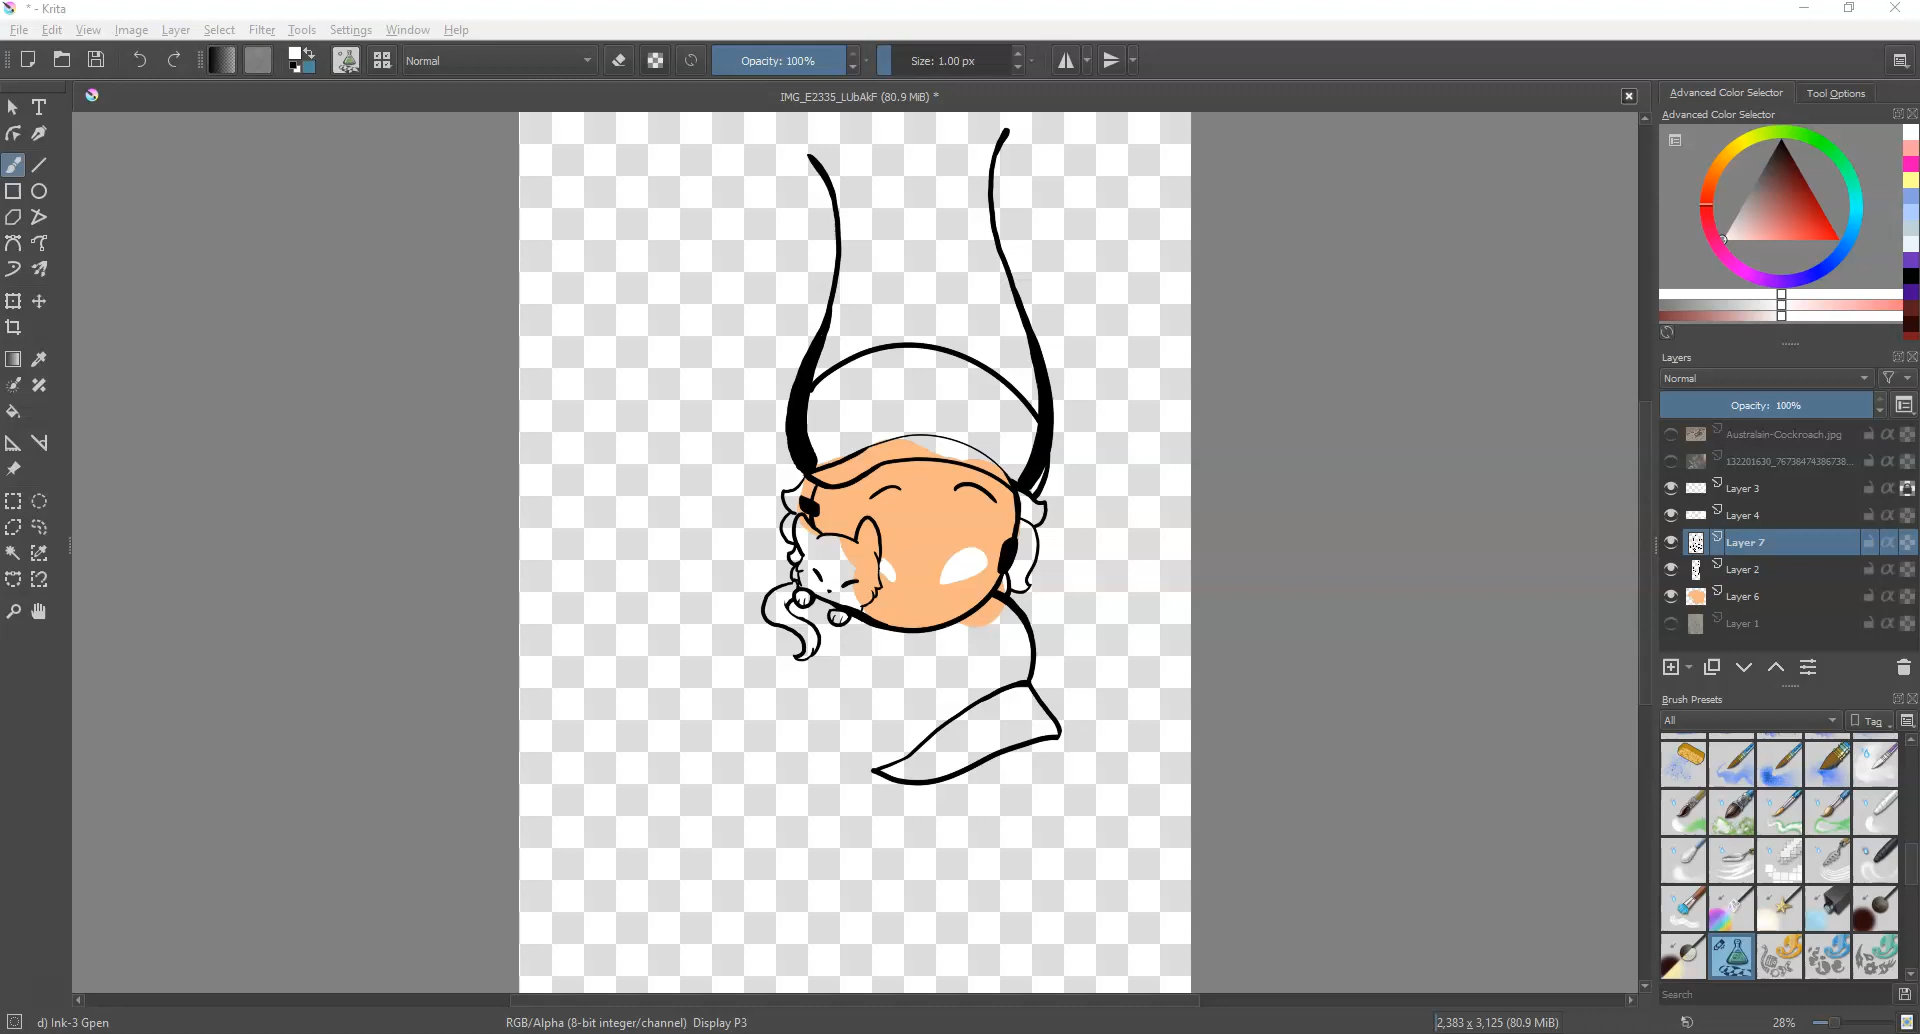 * - Krita
File Edit View Image Layer Select Filter Tools Settings Window Help
Normal Opacity: 100% Size: 1.00 px
IMG_E2335_LUbAkF (80.9 MiB) *
Advanced Color Selector Tool Options
Advanced Color Selector
Layers
Normal
Opacity: 100%
Australain-Cockroach.jpg
132201630_76738474386738...
Layer 3
Layer 4
Layer 7
Layer 2
Layer 6
Layer 1
Brush Presets
All Tag
Search
d) Ink-3 Gpen RGB/Alpha (8-bit integer/channel) Display P3 2,383 x 3,125 (80.9 MiB) 28%